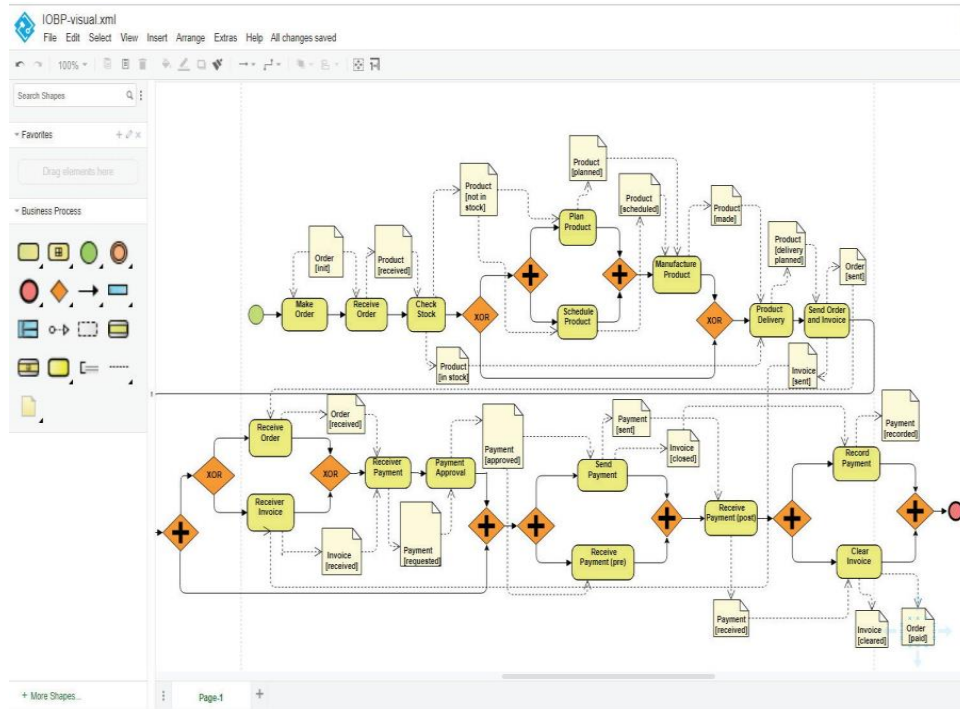 IOBP-visual.xml
File Edit Select View Insert Arrange Extras Help All changes saved
100%
Search Shapes
Favorites
Drag elements here
Business Process
Product
[planned]
Product
[not in
stock]
Product
[scheduled]
Product
[made]
Plan
Product
Order
[init]
Product
[received]
Product
[delivery
planned]
Order
[sent]
Manufacture
Product
Make
Order
Receive
Order
Check
Stock
XOR
Schedule
Product
XOR
Product
Delivery
Send Order
and Invoice
Product
[in stock]
Invoice
[sent]
Receive
Order
Order
[received]
Payment
[approved]
Payment
[sent]
Invoice
[closed]
Payment
[recorded]
XOR
XOR
Receiver
Payment
Payment
Approval
Send
Payment
Record
Payment
Receiver
Invoice
Receive
Payment (post)
Invoice
[received]
Payment
[requested]
Receive
Payment (pre)
Clear
Invoice
Payment
[received]
Invoice
[cleared]
Order
[paid]
+ More Shapes...
Page-1